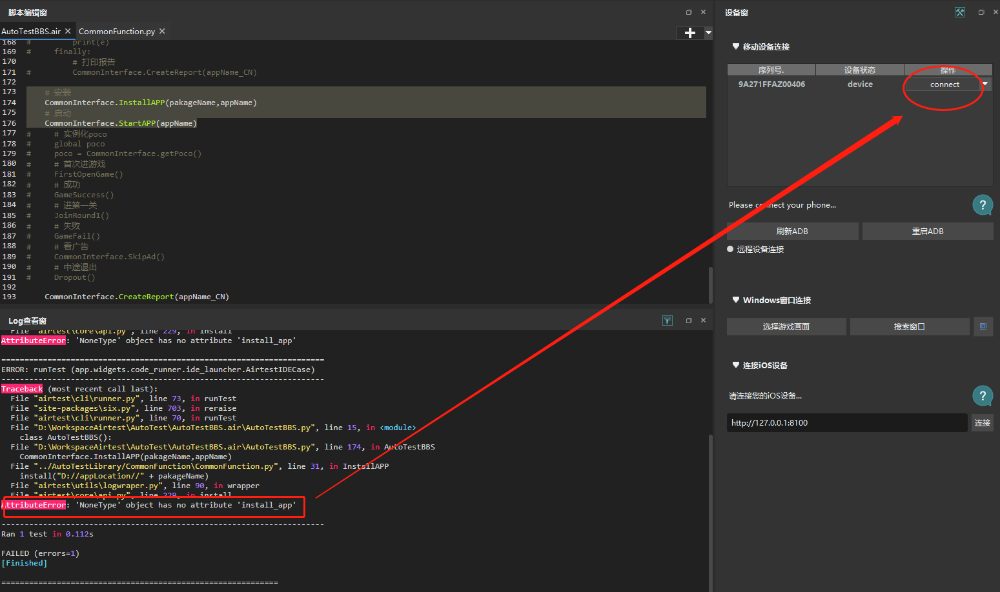 脚本编辑窗
AutoTestBBS.air
CommonFunction.py
168 # print(e)
169 # finally:
170 # 打印报告
171 # CommonInterface.CreateReport(appName_CN)
172
173 # 安装
174 CommonInterface.InstallAPP(pakageName,appName)
175 # 启动
176 CommonInterface.StartAPP(appName)
177 # # 实例化poco
178 # global poco
179 # poco = CommonInterface.getPoco()
180 # # 首次进游戏
181 # FirstOpenGame()
182 # # 成功
183 # GameSuccess()
184 # # 进第一关
185 # JoinRound1()
186 # # 失败
187 # GameFail()
188 # # 看广告
189 # CommonInterface.SkipAd()
190 # # 中途退出
191 # Dropout()
192
193 CommonInterface.CreateReport(appName_CN)
Log查看窗
File "airtest\core\api.py", line 229, in install
AttributeError: 'NoneType' object has no attribute 'install_app'
======================================================================
ERROR: runTest (app.widgets.code_runner.ide_launcher.AirtestIDECase)
----------------------------------------------------------------------
Traceback (most recent call last):
File "airtest\cli\runner.py", line 73, in runTest
File "site-packages\six.py", line 703, in reraise
File "airtest\cli\runner.py", line 70, in runTest
File "D:\WorkspaceAirtest\AutoTest\AutoTestBBS.air\AutoTestBBS.py", line 15, in <module>
class AutoTestBBS():
File "D:\WorkspaceAirtest\AutoTest\AutoTestBBS.air\AutoTestBBS.py", line 174, in AutoTestBBS
CommonInterface.InstallAPP(pakageName,appName)
File "../AutoTestLibrary/CommonFunction\CommonFunction.py", line 31, in InstallAPP
install("D://appLocation//" + pakageName)
File "airtest\utils\logwraper.py", line 90, in wrapper
File "airtest\core\api.py", line 229, in install
AttributeError: 'NoneType' object has no attribute 'install_app'
----------------------------------------------------------------------
Ran 1 test in 0.112s
FAILED (errors=1)
[Finished]
============================================================
设备窗
移动设备连接
序列号. 设备状态 操作
9A271FFAZ00406 device connect
Please connect your phone...
?
刷新ADB 重启ADB
远程设备连接
Windows窗口连接
选择游戏画面 搜索窗口
连接iOS设备
请连接您的iOS设备...
?
http://127.0.0.1:8100 连接